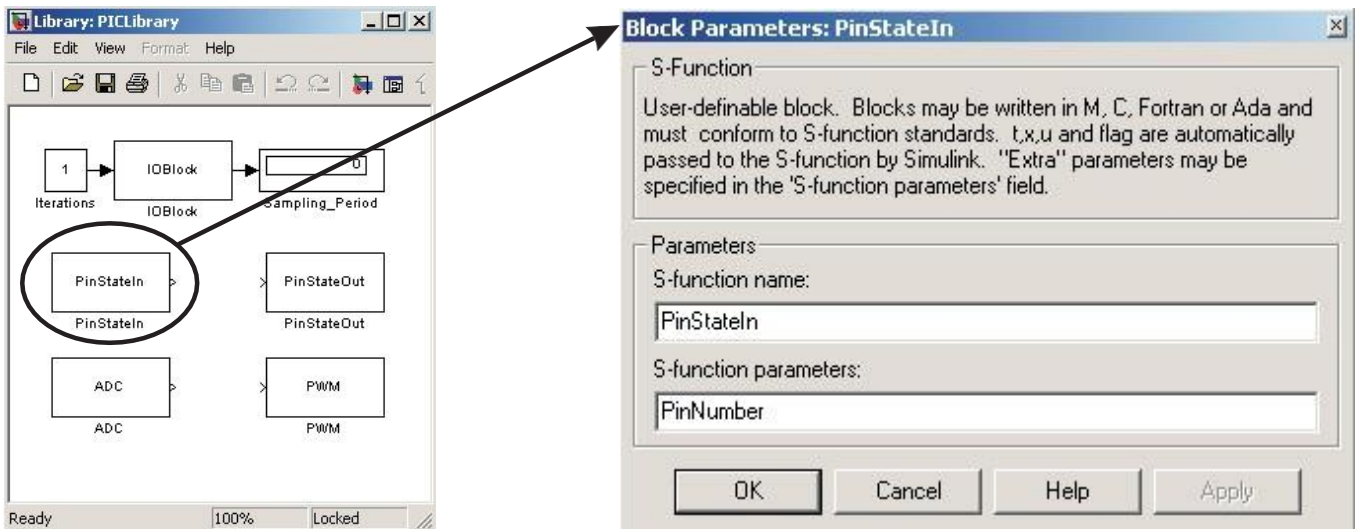 Library: PICLibrary
File Edit View Format Help
1
IOBlock
0
Iterations
IOBlock
Sampling_Period
PinStateIn
PinStateOut
PinStateIn
PinStateOut
ADC
PWM
ADC
PWM
Ready 100% Locked
Block Parameters: PinStateIn
S-Function
User-definable block. Blocks may be written in M, C, Fortran or Ada and
must conform to S-function standards. t,x,u and flag are automatically
passed to the S-function by Simulink. "Extra" parameters may be
specified in the 'S-function parameters' field.
Parameters
S-function name:
PinStateIn
S-function parameters:
PinNumber
OK Cancel Help Apply